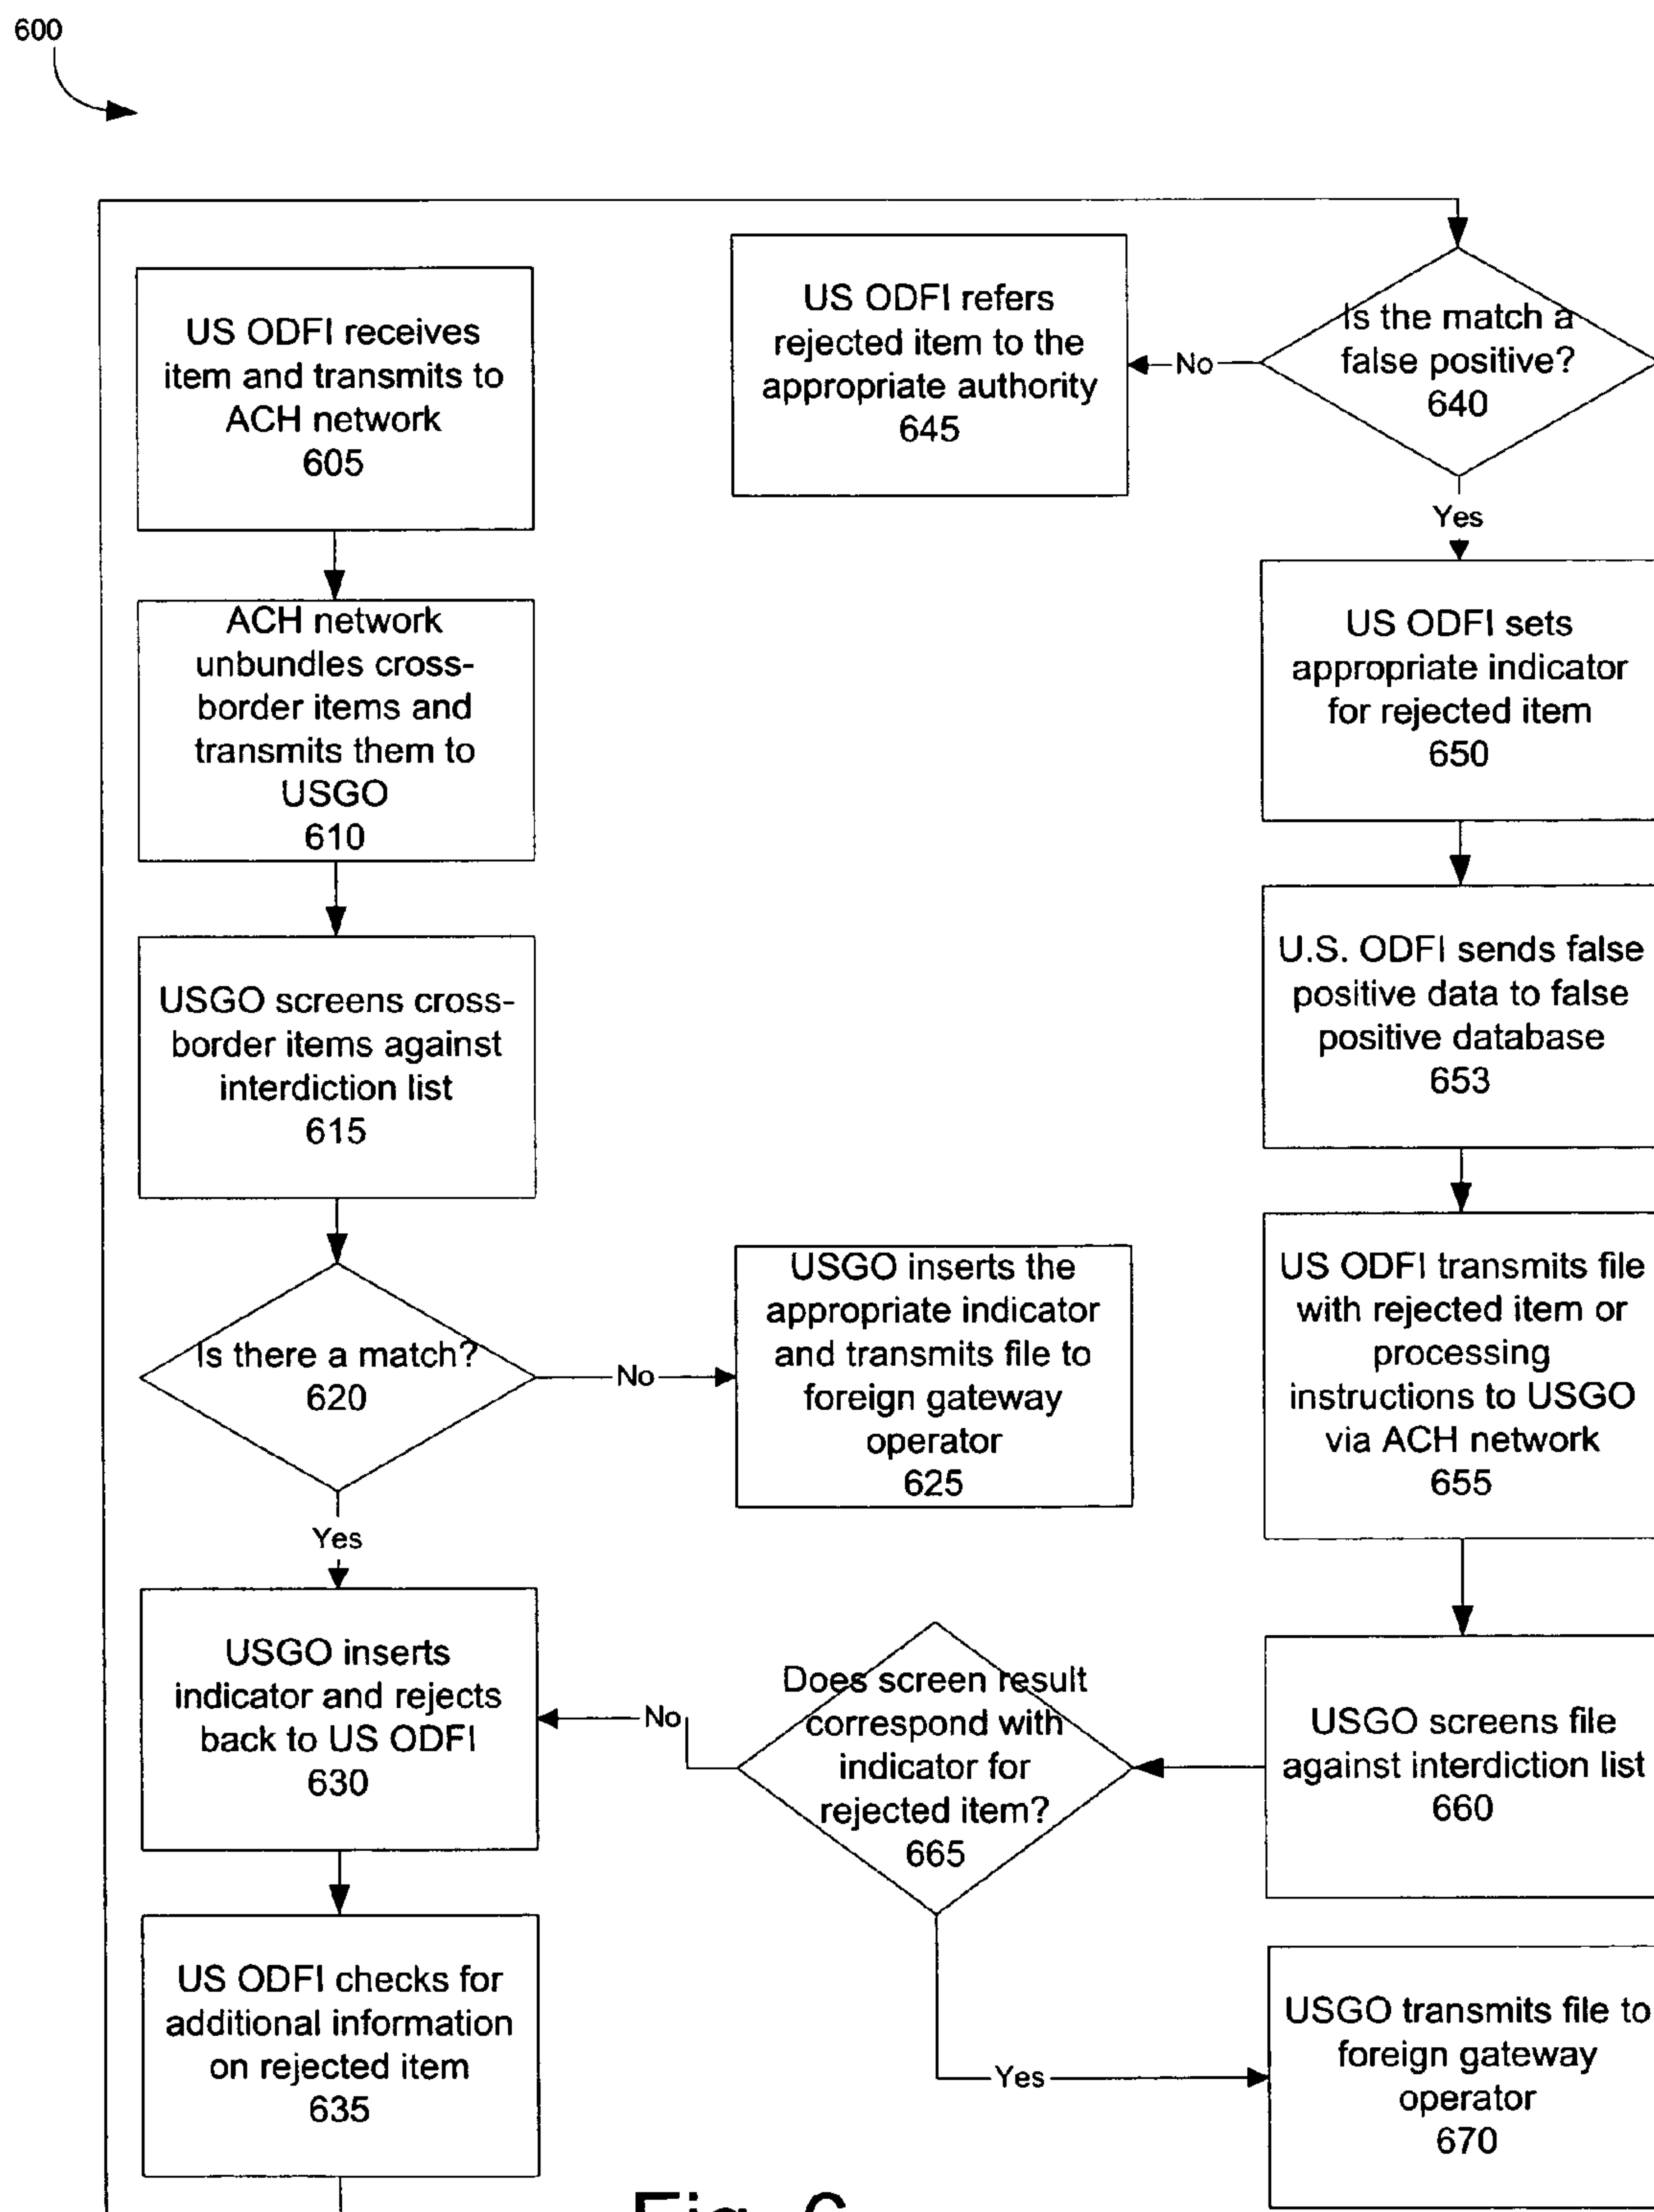 600
US ODFI receives
item and transmits to
ACH network
605
ACH network
unbundles cross-
border items and
transmits them to
USGO
610
USGO screens cross-
border items against
interdiction list
615
Is there a match?
620
No
USGO inserts the
appropriate indicator
and transmits file to
foreign gateway
operator
625
Yes
USGO inserts
indicator and rejects
back to US ODFI
630
US ODFI checks for
additional information
on rejected item
635
Is the match a
false positive?
640
No
US ODFI refers
rejected item to the
appropriate authority
645
Yes
US ODFI sets
appropriate indicator
for rejected item
650
U.S. ODFI sends false
positive data to false
positive database
653
US ODFI transmits file
with rejected item or
processing
instructions to USGO
via ACH network
655
USGO screens file
against interdiction list
660
Does screen result
correspond with
indicator for
rejected item?
665
No
Yes
USGO transmits file to
foreign gateway
operator
670
Fig. 6